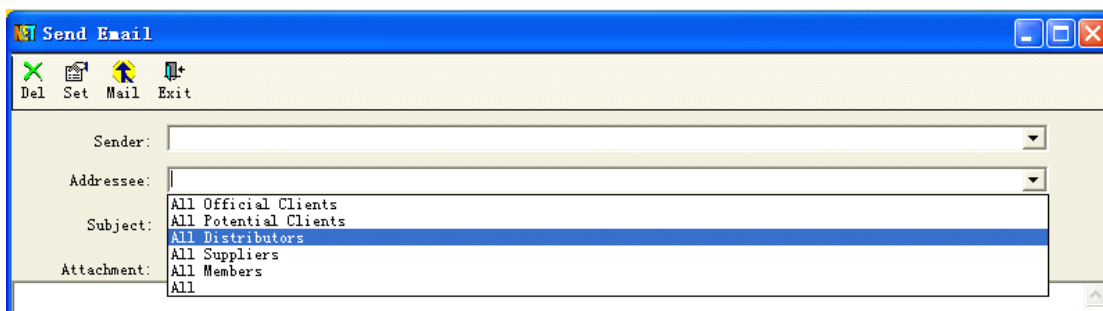 NET Send Email
Del Set Mail Exit
Sender:
Addressee:
All Official Clients
All Potential Clients
Subject:
All Distributors
All Suppliers
Attachment:
All Members
All